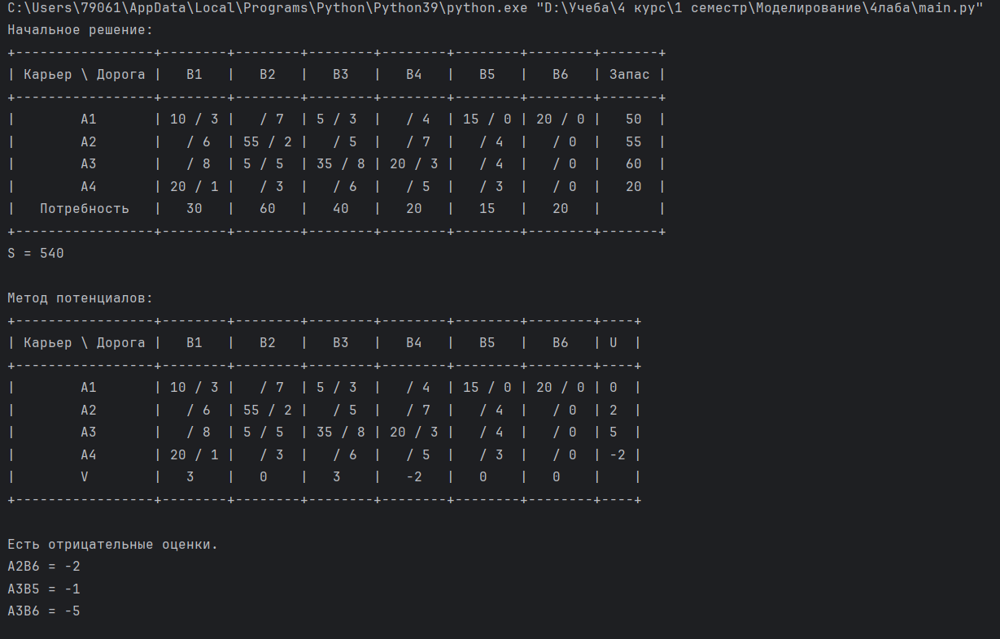 C:\Users\79061\AppData\Local\Programs\Python\Python39\python.exe "D:\Учеба\4 курс\1 семестр\Моделирование\4лаба\main.py"
Начальное решение:
+-----------------+--------+--------+--------+--------+--------+--------+-------+
| Карьер \ Дорога |   B1   |   B2   |   B3   |   B4   |   B5   |   B6   | Запас |
+-----------------+--------+--------+--------+--------+--------+--------+-------+
|        A1       | 10 / 3 |   / 7  | 5 / 3  |   / 4  | 15 / 0 | 20 / 0 |   50  |
|        A2       |   / 6  | 55 / 2 |   / 5  |   / 7  |   / 4  |   / 0  |   55  |
|        A3       |   / 8  | 5 / 5  | 35 / 8 | 20 / 3 |   / 4  |   / 0  |   60  |
|        A4       | 20 / 1 |   / 3  |   / 6  |   / 5  |   / 3  |   / 0  |   20  |
|   Потребность   |   30   |   60   |   40   |   20   |   15   |   20   |       |
+-----------------+--------+--------+--------+--------+--------+--------+-------+
S = 540
Метод потенциалов:
+-----------------+--------+--------+--------+--------+--------+--------+----+
| Карьер \ Дорога |   B1   |   B2   |   B3   |   B4   |   B5   |   B6   | U  |
+-----------------+--------+--------+--------+--------+--------+--------+----+
|        A1       | 10 / 3 |   / 7  | 5 / 3  |   / 4  | 15 / 0 | 20 / 0 | 0  |
|        A2       |   / 6  | 55 / 2 |   / 5  |   / 7  |   / 4  |   / 0  | 2  |
|        A3       |   / 8  | 5 / 5  | 35 / 8 | 20 / 3 |   / 4  |   / 0  | 5  |
|        A4       | 20 / 1 |   / 3  |   / 6  |   / 5  |   / 3  |   / 0  | -2 |
|        V        |   3    |   0    |   3    |   -2   |   0    |   0    |    |
+-----------------+--------+--------+--------+--------+--------+--------+----+
Есть отрицательные оценки.
A2B6 = -2
A3B5 = -1
A3B6 = -5